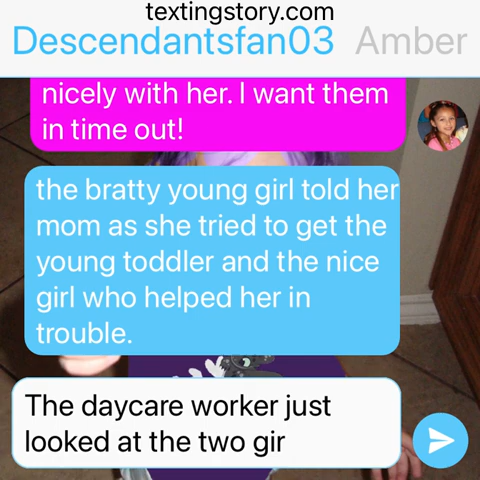 textingstory.com
Descendantsfan03 Amber
nicely with her. I want them
in time out!
the bratty young girl told her
mom as she tried to get the
young toddler and the nice
girl who helped her in
trouble.
The daycare worker just
looked at the two gir